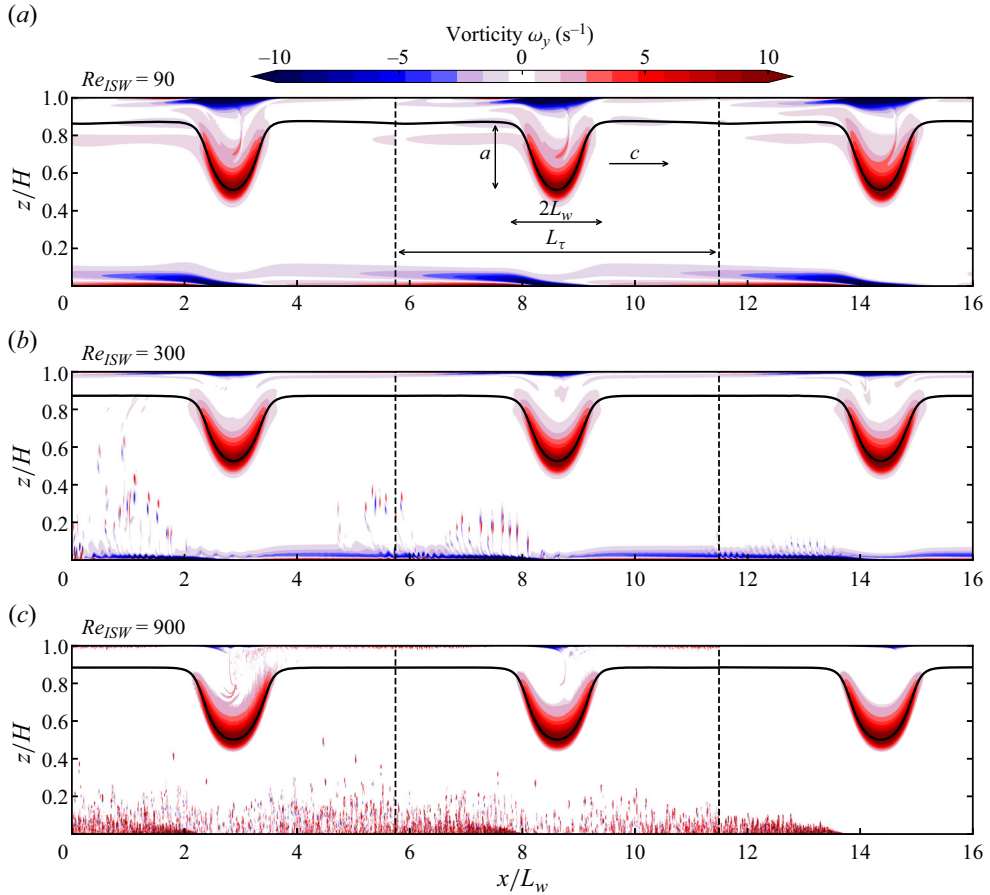 (a)
Vorticity ω_y (s⁻¹)
−10 −5 0 5 10
Re_ISW = 90
1.0
0.8
0.6
0.4
0.2
z/H
a
c
2L_w
L_τ
0 2 4 6 8 10 12 14 16
(b)
Re_ISW = 300
1.0
0.8
0.6
0.4
0.2
z/H
0 2 4 6 8 10 12 14 16
(c)
Re_ISW = 900
1.0
0.8
0.6
0.4
0.2
z/H
0 2 4 6 8 10 12 14 16
x/L_w